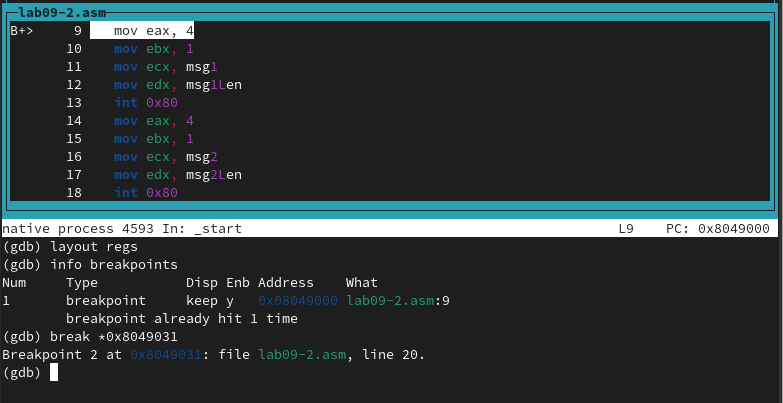 lab09-2.asm
B+> 9 mov eax, 4
10 mov ebx, 1
11 mov ecx, msg1
12 mov edx, msg1Len
13 int 0x80
14 mov eax, 4
15 mov ebx, 1
16 mov ecx, msg2
17 mov edx, msg2Len
18 int 0x80
native process 4593 In: _start L9 PC: 0x8049000
(gdb) layout regs
(gdb) info breakpoints
Num Type Disp Enb Address What
1 breakpoint keep y 0x08049000 lab09-2.asm:9
breakpoint already hit 1 time
(gdb) break *0x8049031
Breakpoint 2 at 0x8049031: file lab09-2.asm, line 20.
(gdb)